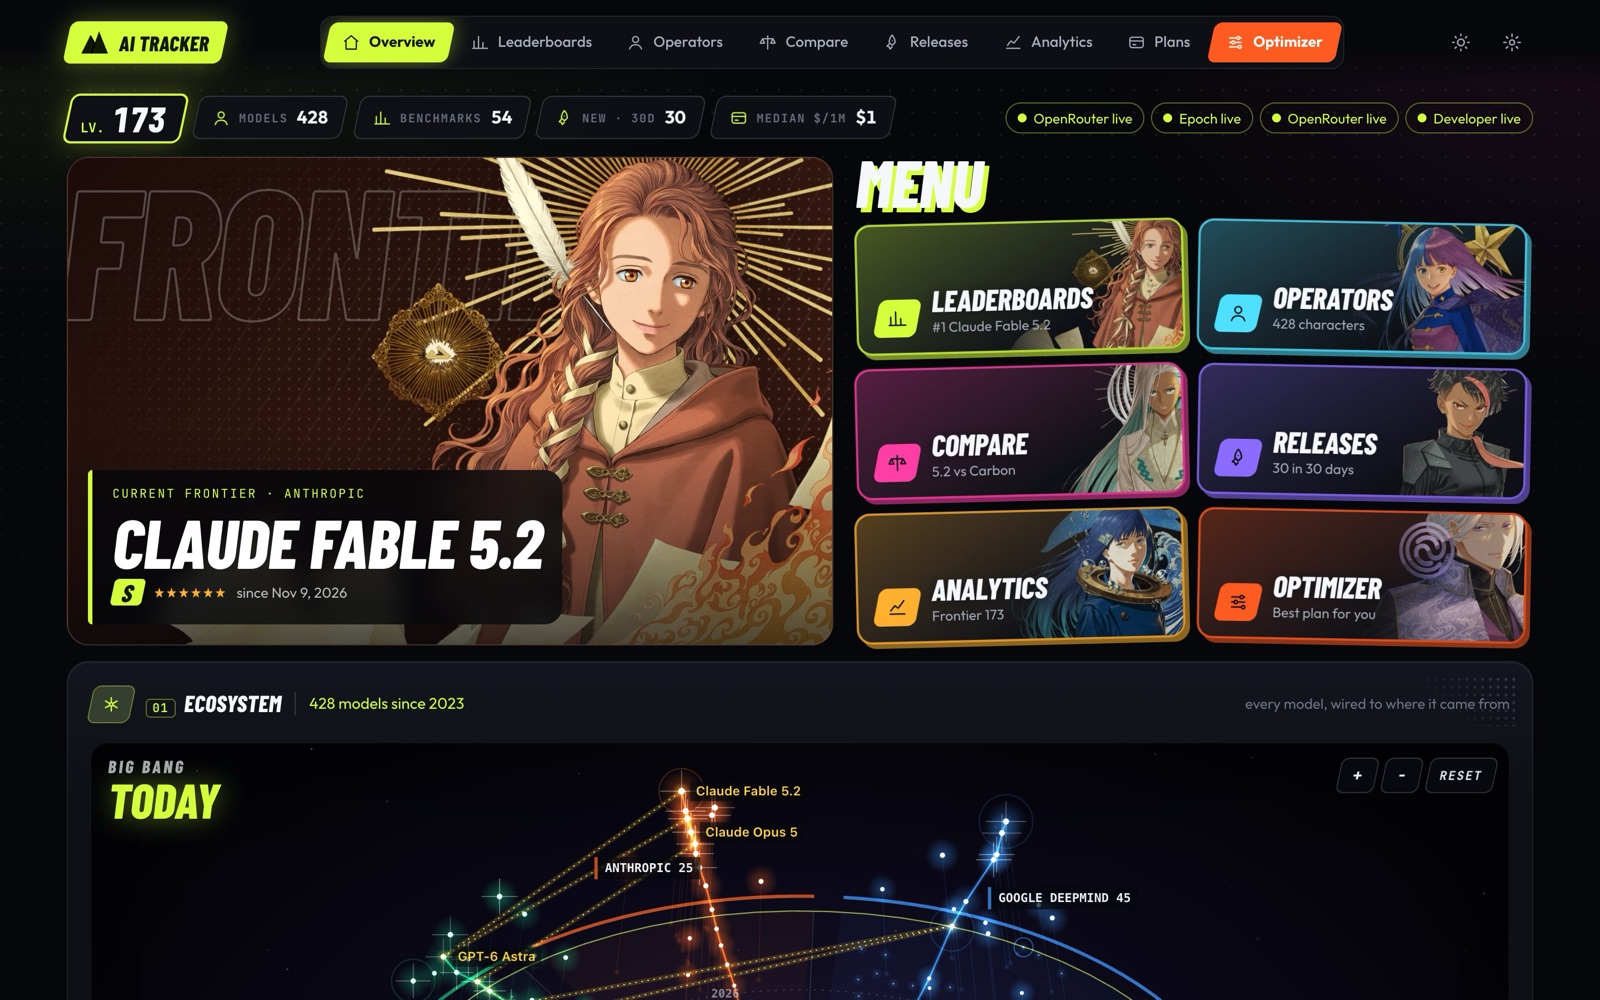 AI TRACKER
Overview
Leaderboards
Operators
Compare
Releases
Analytics
Plans
Optimizer
LV. 173
MODELS 428
BENCHMARKS 54
NEW · 30D 30
MEDIAN $/1M $1
OpenRouter live
Epoch live
OpenRouter live
Developer live
MENU
LEADERBOARDS
#1 Claude Fable 5.2
OPERATORS
428 characters
COMPARE
5.2 vs Carbon
RELEASES
30 in 30 days
ANALYTICS
Frontier 173
OPTIMIZER
Best plan for you
CURRENT FRONTIER · ANTHROPIC
CLAUDE FABLE 5.2
S ★★★★★★ since Nov 9, 2026
01 ECOSYSTEM
428 models since 2023
every model, wired to where it came from
BIG BANG
TODAY
+
-
RESET
Claude Fable 5.2
Claude Opus 5
ANTHROPIC 25
GOOGLE DEEPMIND 45
GPT-6 Astra
2026